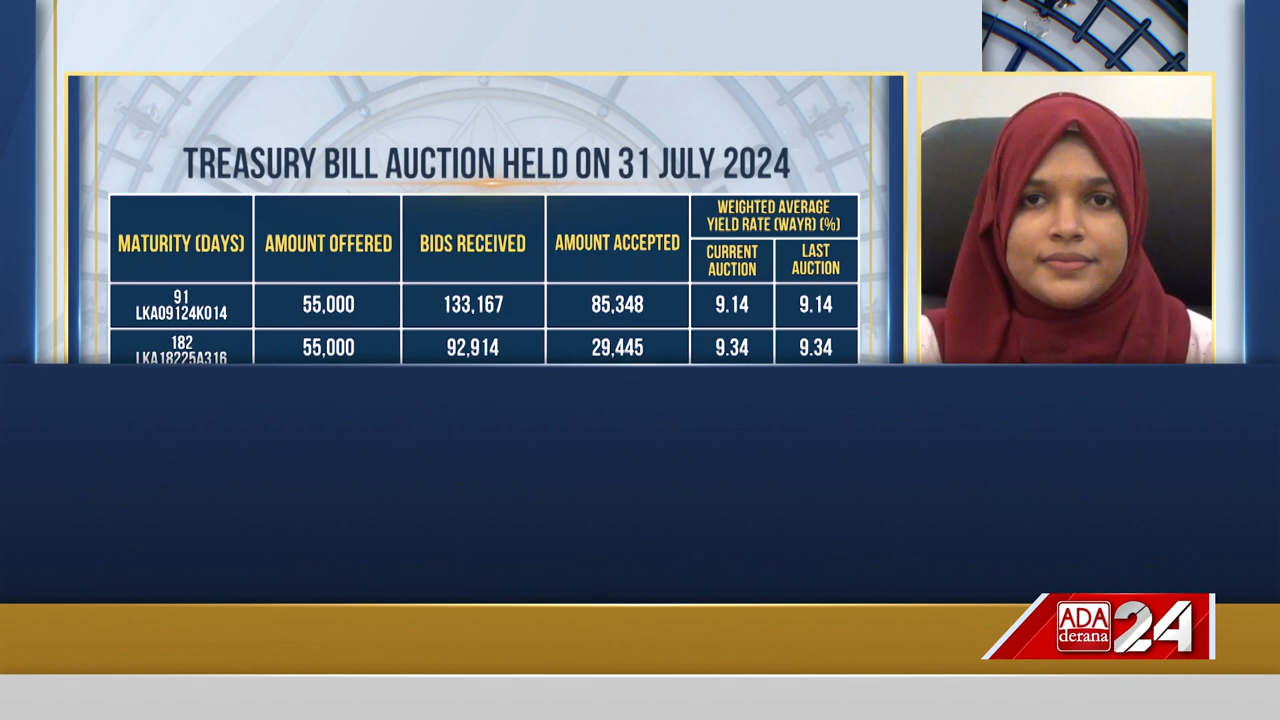 TREASURY BILL AUCTION HELD ON 31 JULY 2024
MATURITY (DAYS) AMOUNT OFFERED BIDS RECEIVED AMOUNT ACCEPTED
WEIGHTED AVERAGE
YIELD RATE (WAYR) (%)
CURRENT
AUCTION
LAST
AUCTION
91
LKA09124K014
55,000 133,167 85,348 9.14 9.14
182
LKA18225A316
55,000 92,914 29,445 9.34 9.34
ADA
derana
24